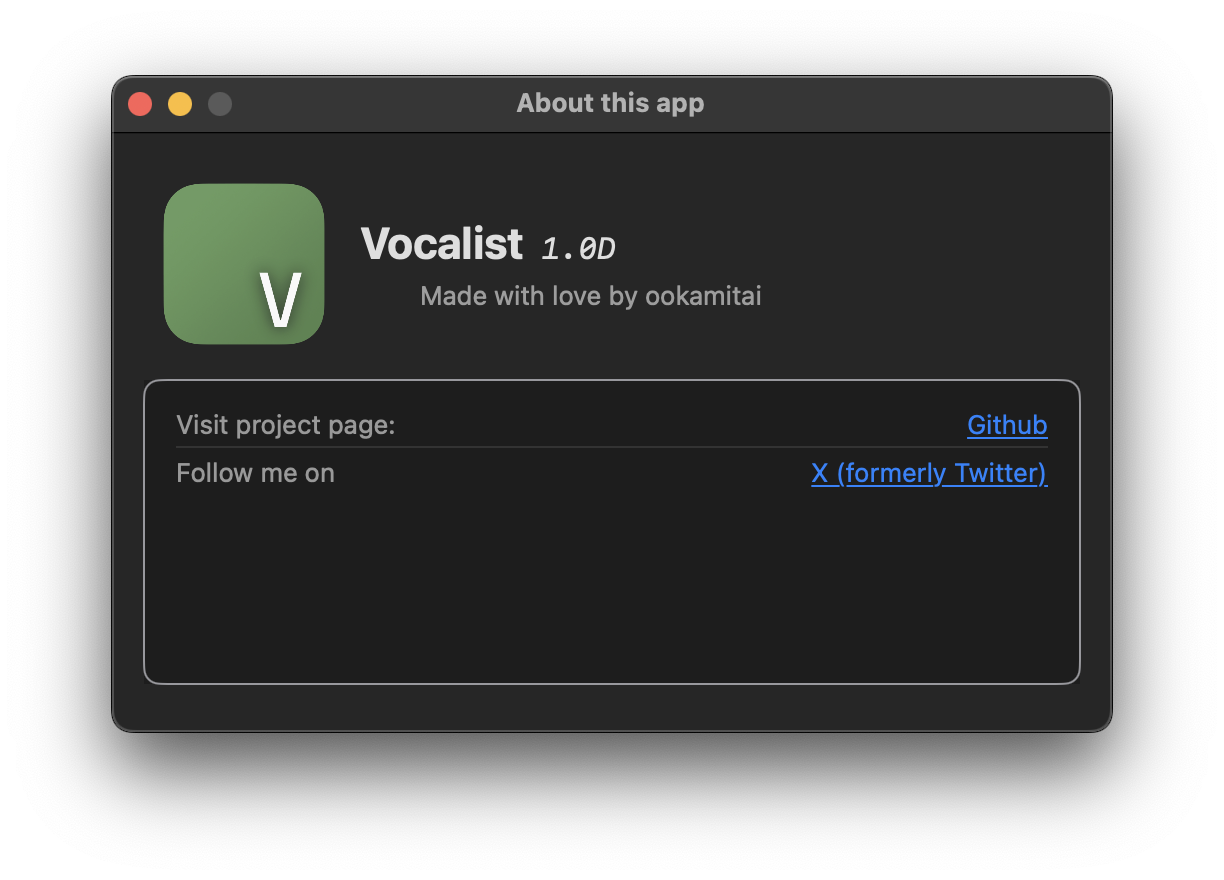 About this app
V
Vocalist 1.0D
Made with love by ookamitai
Visit project page: Github
Follow me on X (formerly Twitter)